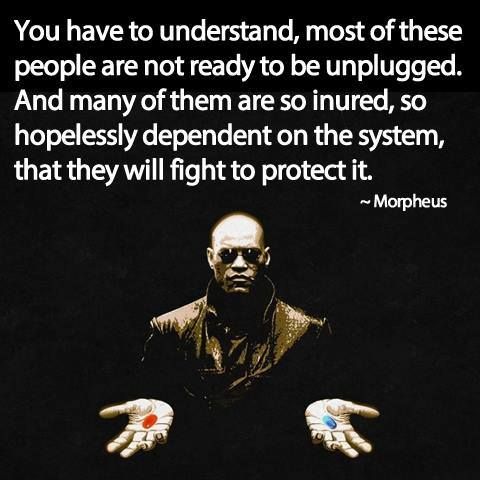 You have to understand, most of these
people are not ready to be unplugged.
And many of them are so inured, so
hopelessly dependent on the system,
that they will fight to protect it.
~ Morpheus